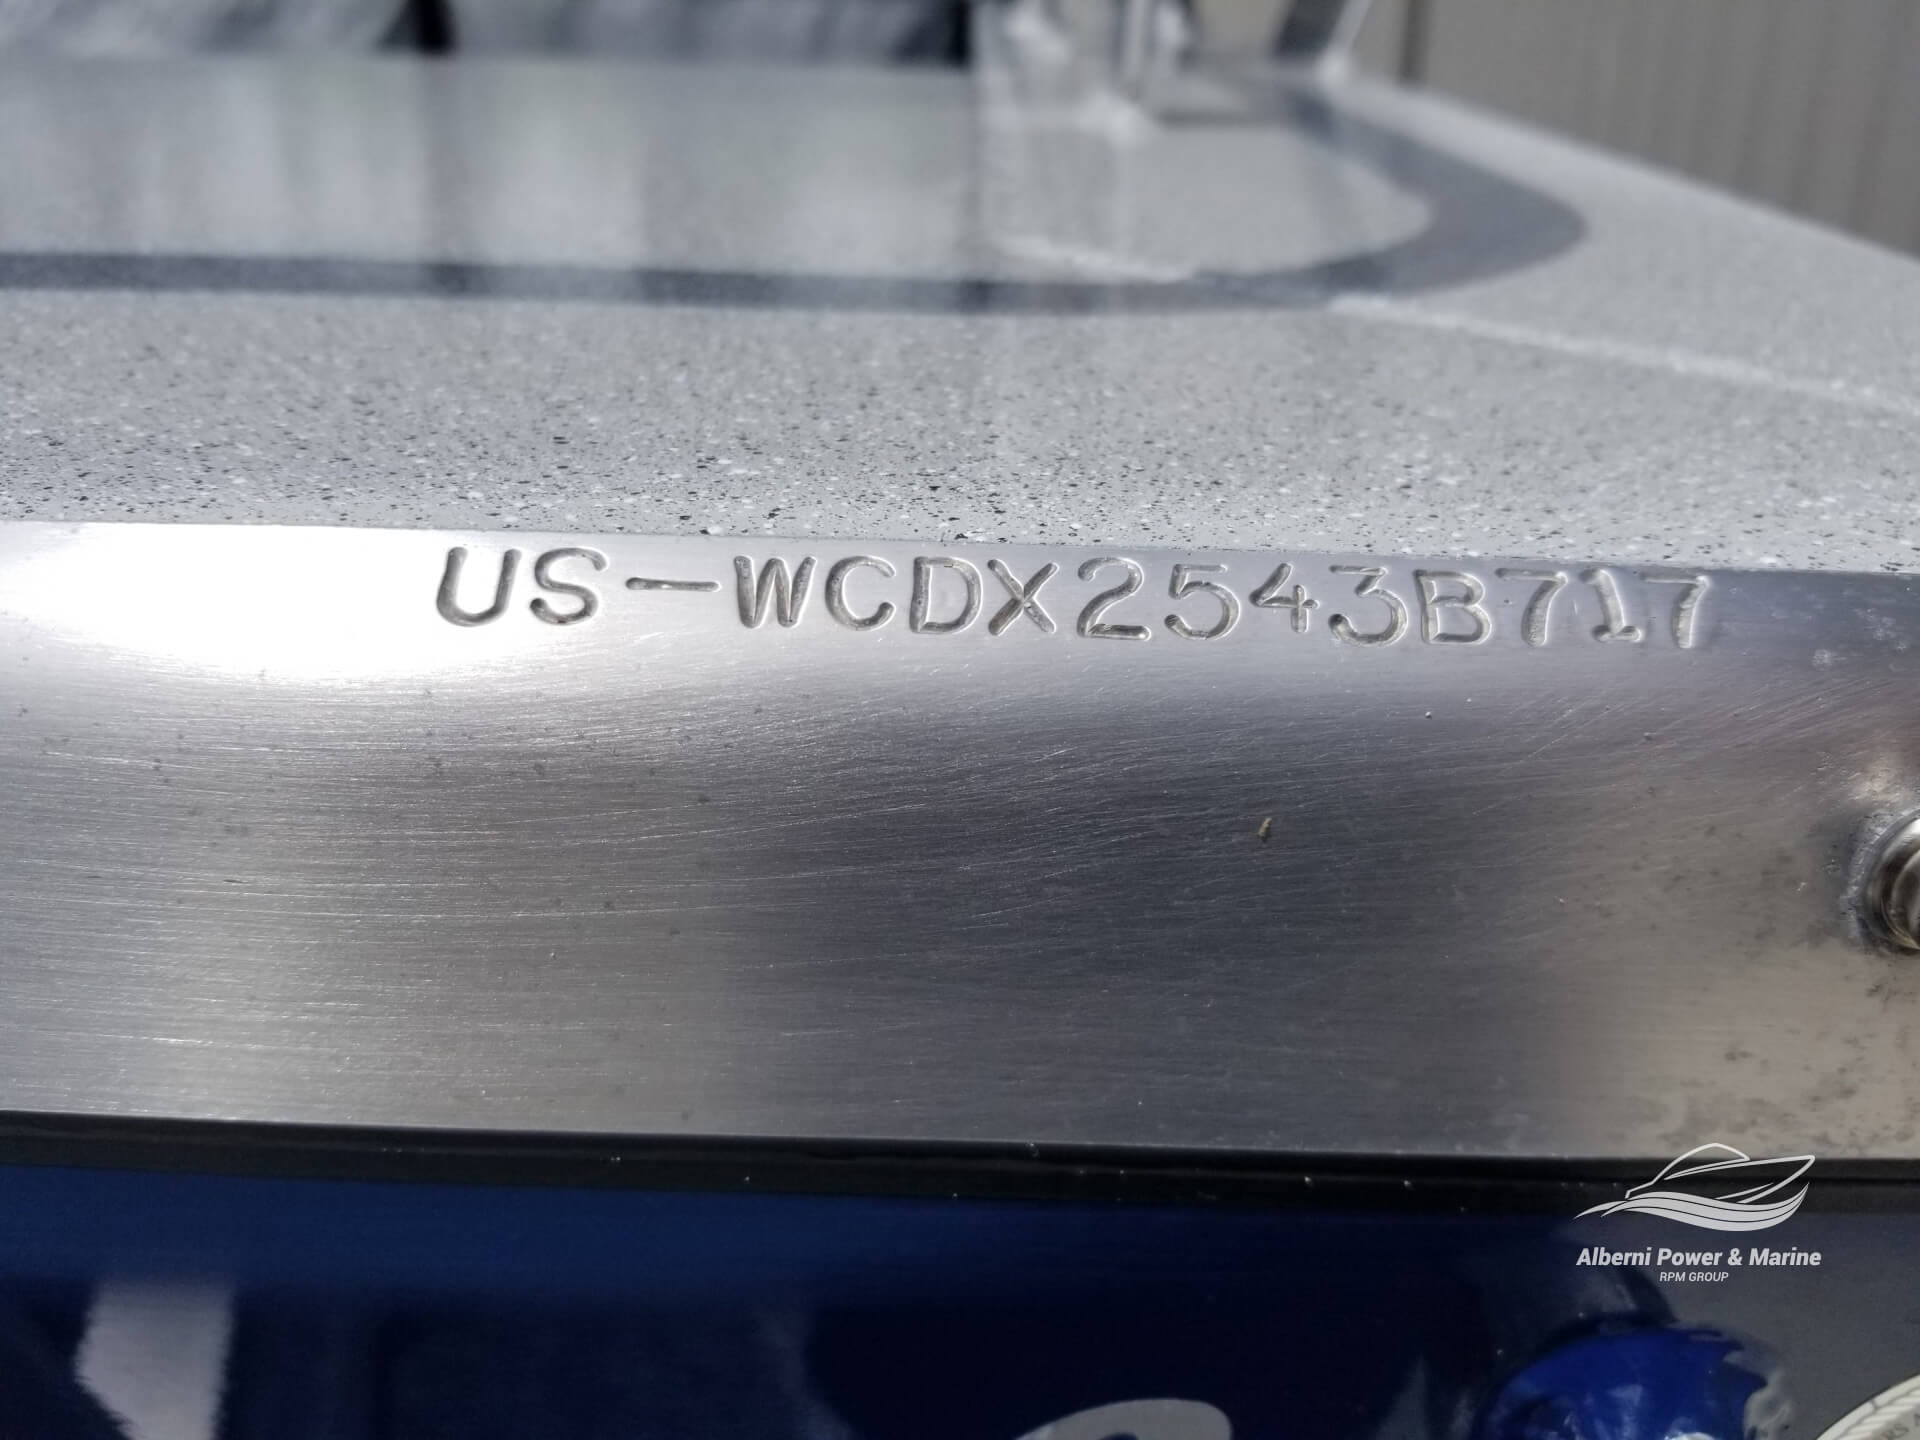 US-WCDX2543B717
Alberni Power & Marine
RPM GROUP